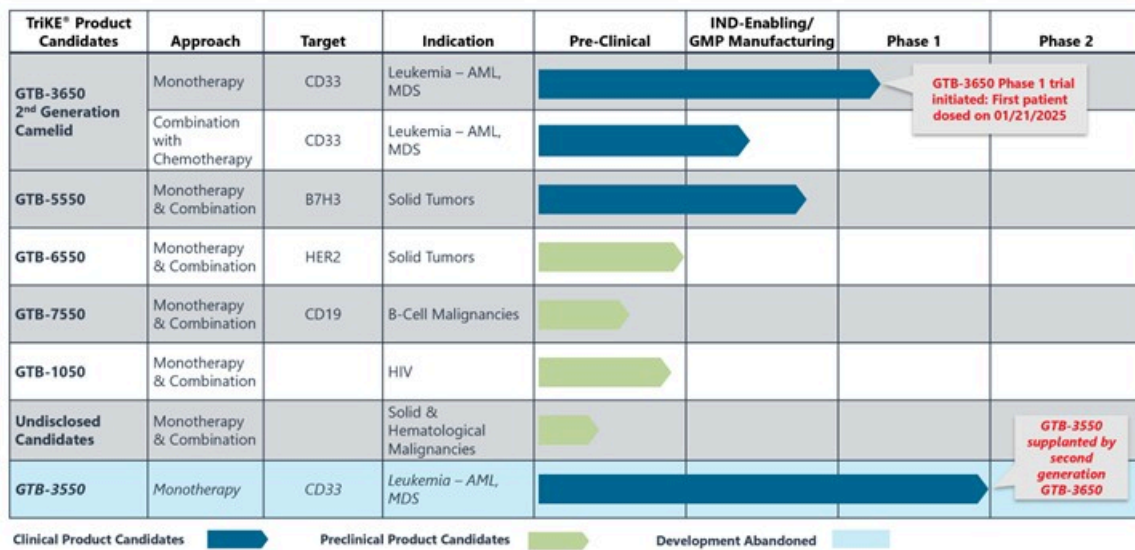 TriKE® Product Candidates
Approach
Target
Indication
Pre-Clinical
IND-Enabling/
GMP Manufacturing
Phase 1
Phase 2
GTB-3650
2nd Generation
Camelid
Monotherapy
CD33
Leukemia – AML,
MDS
GTB-3650 Phase 1 trial
initiated: First patient
dosed on 01/21/2025
Combination
with
Chemotherapy
CD33
Leukemia – AML,
MDS
GTB-5550
Monotherapy
& Combination
B7H3
Solid Tumors
GTB-6550
Monotherapy
& Combination
HER2
Solid Tumors
GTB-7550
Monotherapy
& Combination
CD19
B-Cell Malignancies
GTB-1050
Monotherapy
& Combination
HIV
Undisclosed
Candidates
Monotherapy
& Combination
Solid &
Hematological
Malignancies
GTB-3550
Monotherapy
CD33
Leukemia – AML,
MDS
GTB-3550
supplanted by
second
generation
GTB-3650
Clinical Product Candidates
Preclinical Product Candidates
Development Abandoned